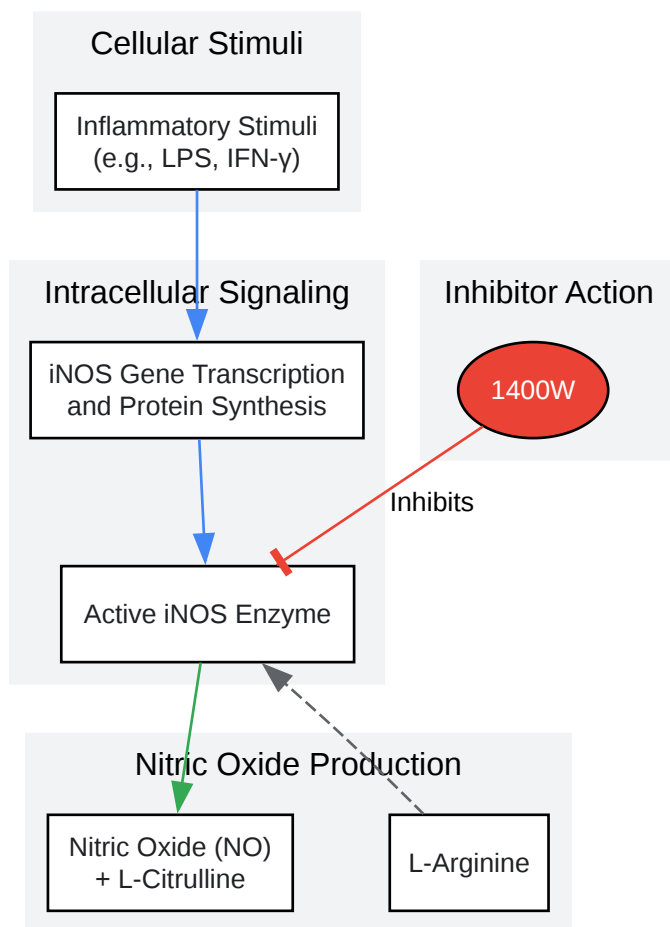 Cellular Stimuli
Inflammatory Stimuli
(e.g., LPS, IFN-γ)
Intracellular Signaling
Inhibitor Action
iNOS Gene Transcription
and Protein Synthesis
1400W
Inhibits
Active iNOS Enzyme
Nitric Oxide Production
Nitric Oxide (NO)
+ L-Citrulline
L-Arginine